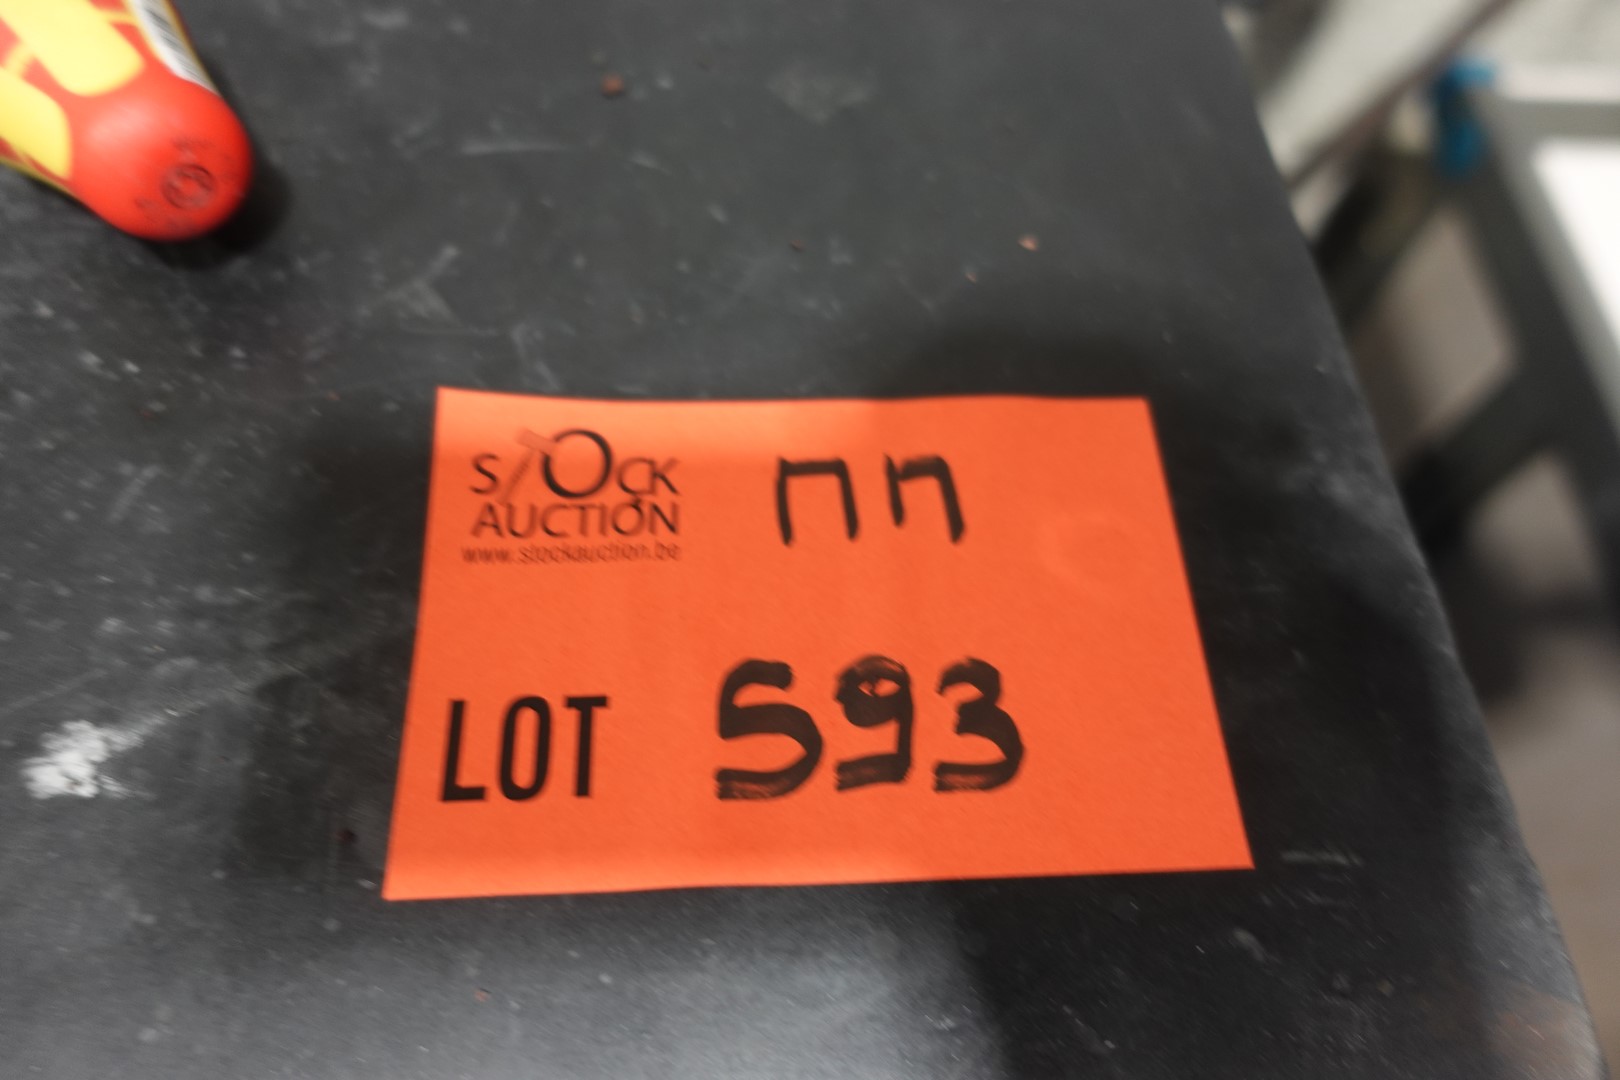 STOCK
AUCTION
www.stockauction.be
nn
LOT 593